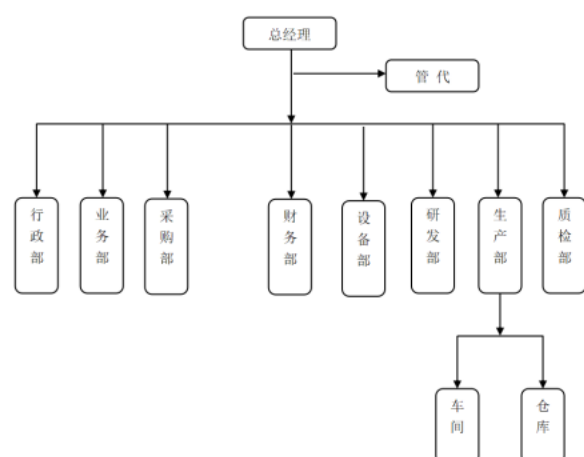 总经理
管 代
行政部
业务部
采购部
财务部
设备部
研发部
生产部
质检部
车间
仓库